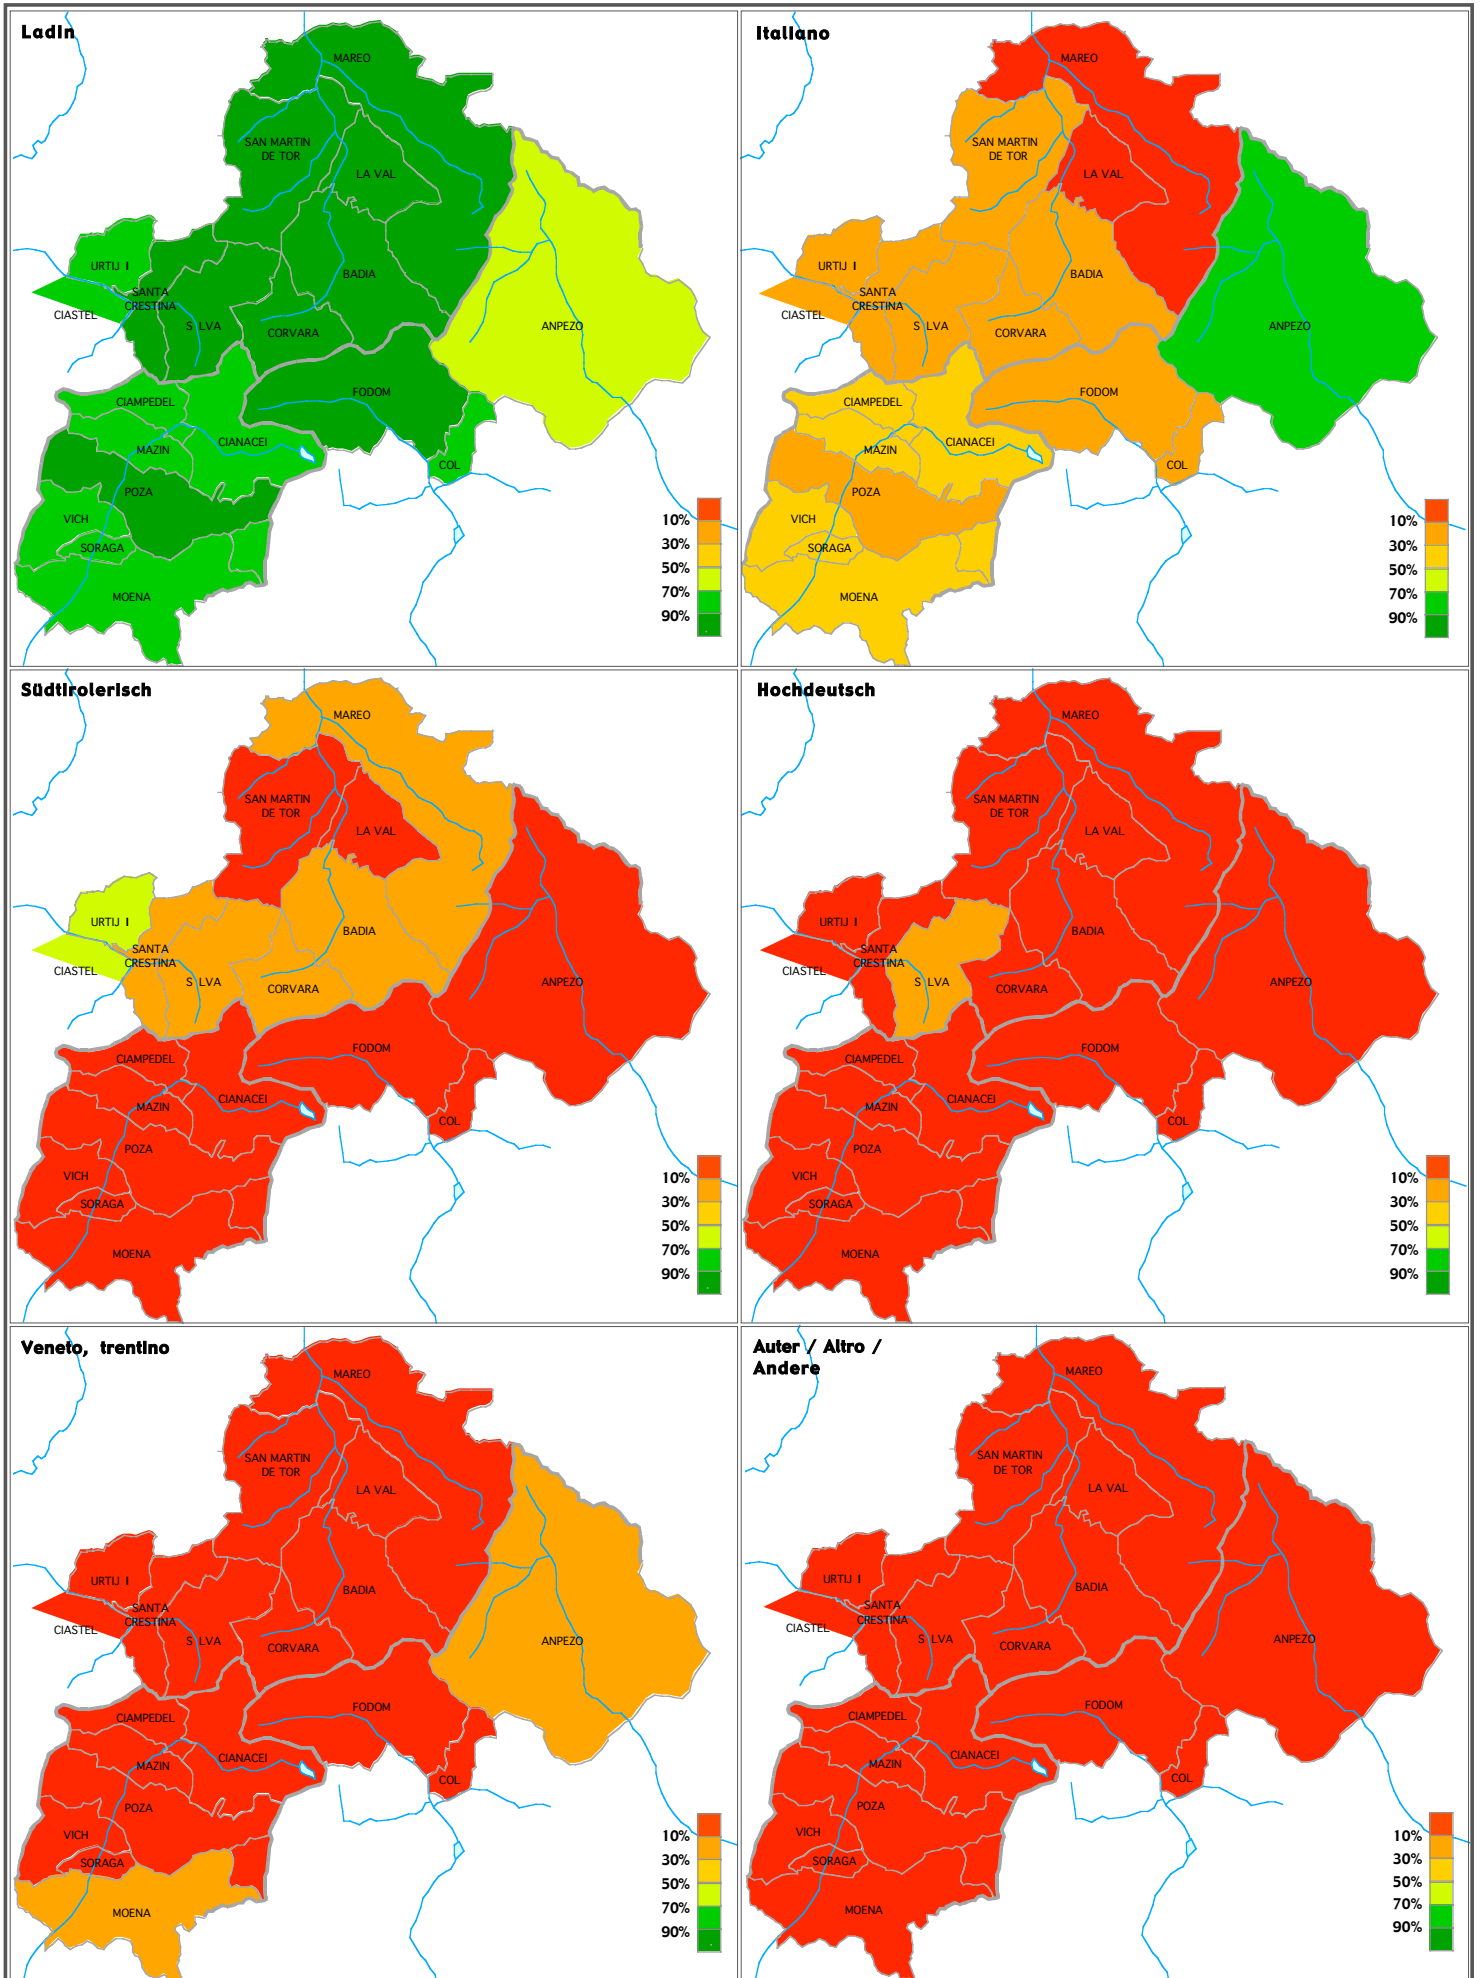 Ladin
MAREO
SAN MARTIN
DE TOR
LA VAL
URTIJ I
SANTA
CRESTINA
CIASTEL
S LVA
BADIA
CORVARA
ANPEZO
FODOM
CIAMPEDEL
CIANACEI
MAZIN
COL
POZA
VICH
SORAGA
MOENA
10%
30%
50%
70%
90%
Italiano
MAREO
SAN MARTIN
DE TOR
LA VAL
URTIJ I
SANTA
CRESTINA
CIASTEL
S LVA
BADIA
CORVARA
ANPEZO
FODOM
CIAMPEDEL
CIANACEI
MAZIN
COL
POZA
VICH
SORAGA
MOENA
10%
30%
50%
70%
90%
Südtirolerisch
MAREO
SAN MARTIN
DE TOR
LA VAL
URTIJ I
SANTA
CRESTINA
CIASTEL
S LVA
BADIA
CORVARA
ANPEZO
FODOM
CIAMPEDEL
CIANACEI
MAZIN
COL
POZA
VICH
SORAGA
MOENA
10%
30%
50%
70%
90%
Hochdeutsch
MAREO
SAN MARTIN
DE TOR
LA VAL
URTIJ I
SANTA
CRESTINA
CIASTEL
S LVA
BADIA
CORVARA
ANPEZO
FODOM
CIAMPEDEL
CIANACEI
MAZIN
COL
POZA
VICH
SORAGA
MOENA
10%
30%
50%
70%
90%
Veneto, trentino
MAREO
SAN MARTIN
DE TOR
LA VAL
URTIJ I
SANTA
CRESTINA
CIASTEL
S LVA
BADIA
CORVARA
ANPEZO
FODOM
CIAMPEDEL
CIANACEI
MAZIN
COL
POZA
VICH
SORAGA
MOENA
10%
30%
50%
70%
90%
Auter / Altro /
Andere
MAREO
SAN MARTIN
DE TOR
LA VAL
URTIJ I
SANTA
CRESTINA
CIASTEL
S LVA
BADIA
CORVARA
ANPEZO
FODOM
CIAMPEDEL
CIANACEI
MAZIN
COL
POZA
VICH
SORAGA
MOENA
10%
30%
50%
70%
90%